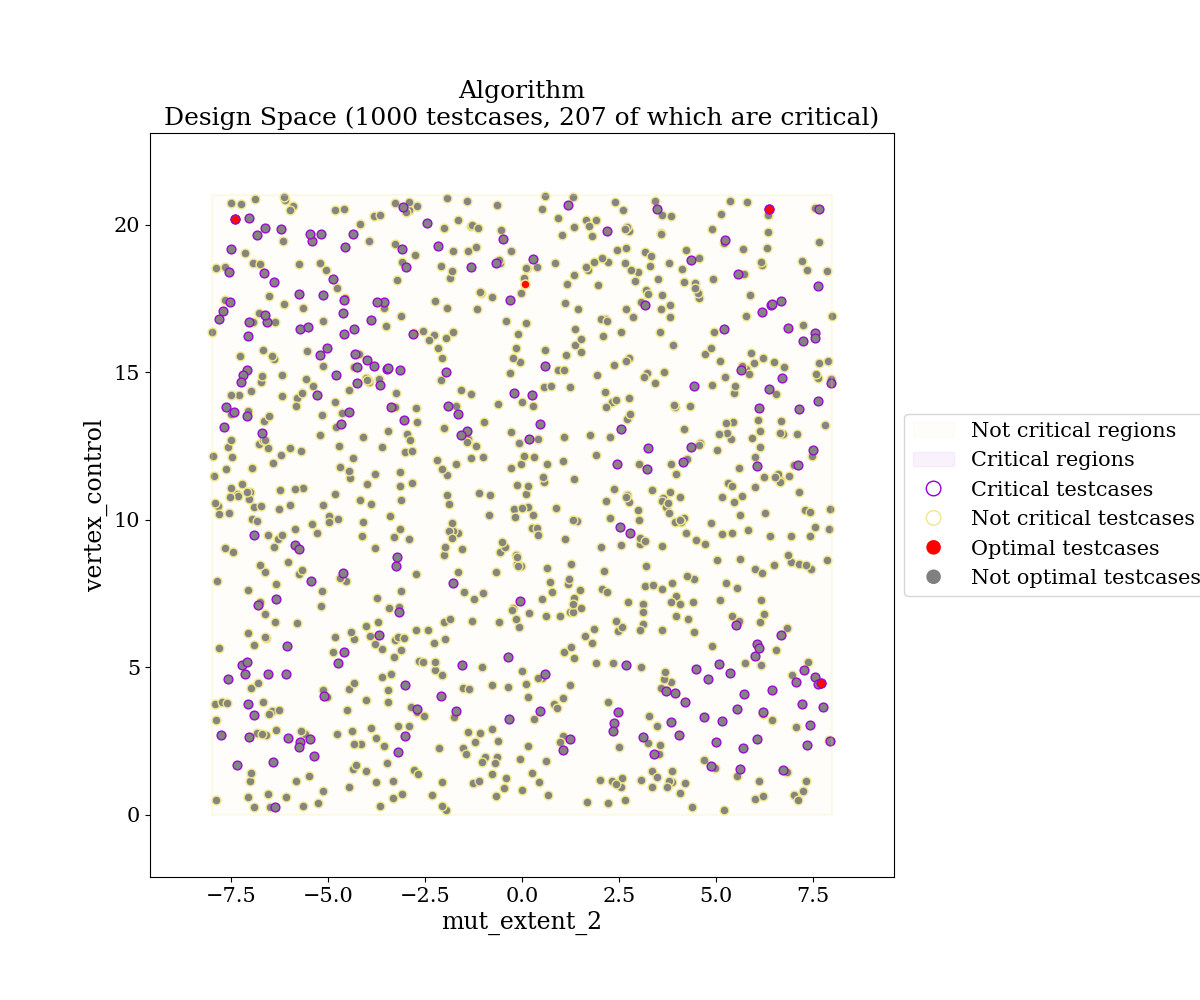 Algorithm
Design Space (1000 testcases, 207 of which are critical)
20
15
10
5
0
vertex_control
−7.5
−5.0
−2.5
0.0
2.5
5.0
7.5
mut_extent_2
Not critical regions
Critical regions
Critical testcases
Not critical testcases
Optimal testcases
Not optimal testcases